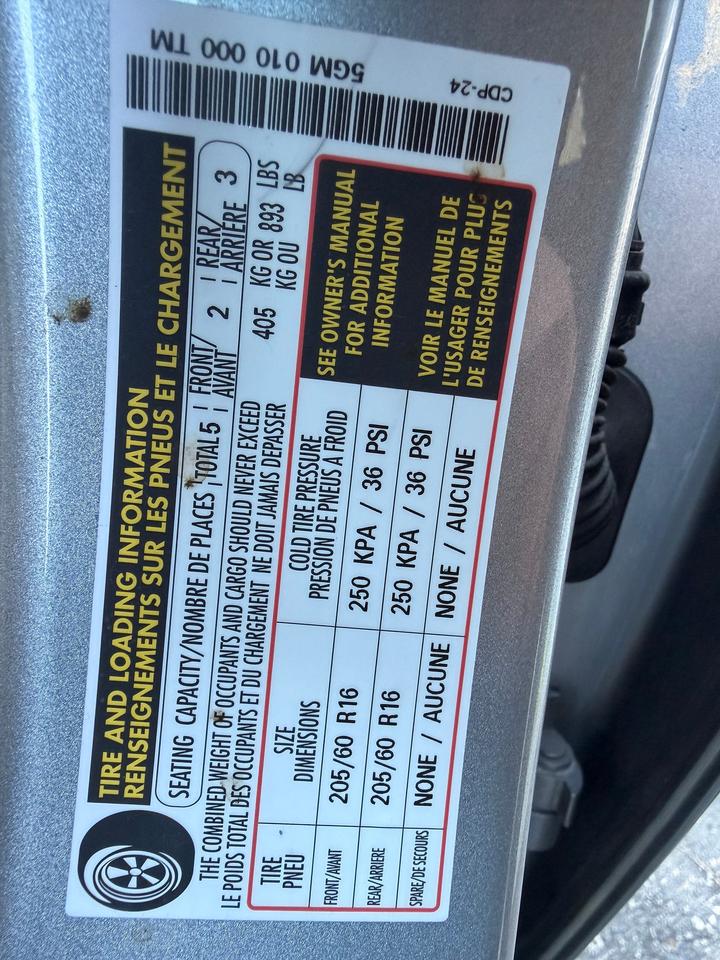 5GM 010 000 TM
CDP-24
TIRE AND LOADING INFORMATION
RENSEIGNEMENTS SUR LES PNEUS ET LE CHARGEMENT
SEATING CAPACITY/NOMBRE DE PLACES | TOTAL 5 | FRONT/AVANT 2 | REAR/ARRIÈRE 3
THE COMBINED WEIGHT OF OCCUPANTS AND CARGO SHOULD NEVER EXCEED 405 KG OR 893 LBS
LE POIDS TOTAL DES OCCUPANTS ET DU CHARGEMENT NE DOIT JAMAIS DEPASSER KG OU LB
TIRE PNEU
SIZE DIMENSIONS
COLD TIRE PRESSURE PRESSION DE PNEUS A FROID
FRONT/AVANT 205/60 R16 250 KPA / 36 PSI
REAR/ARRIERE 205/60 R16 250 KPA / 36 PSI
SPARE/DE SECOURS NONE / AUCUNE NONE / AUCUNE
SEE OWNER'S MANUAL
FOR ADDITIONAL
INFORMATION
VOIR LE MANUEL DE
L'USAGER POUR PLUS
DE RENSEIGNEMENTS